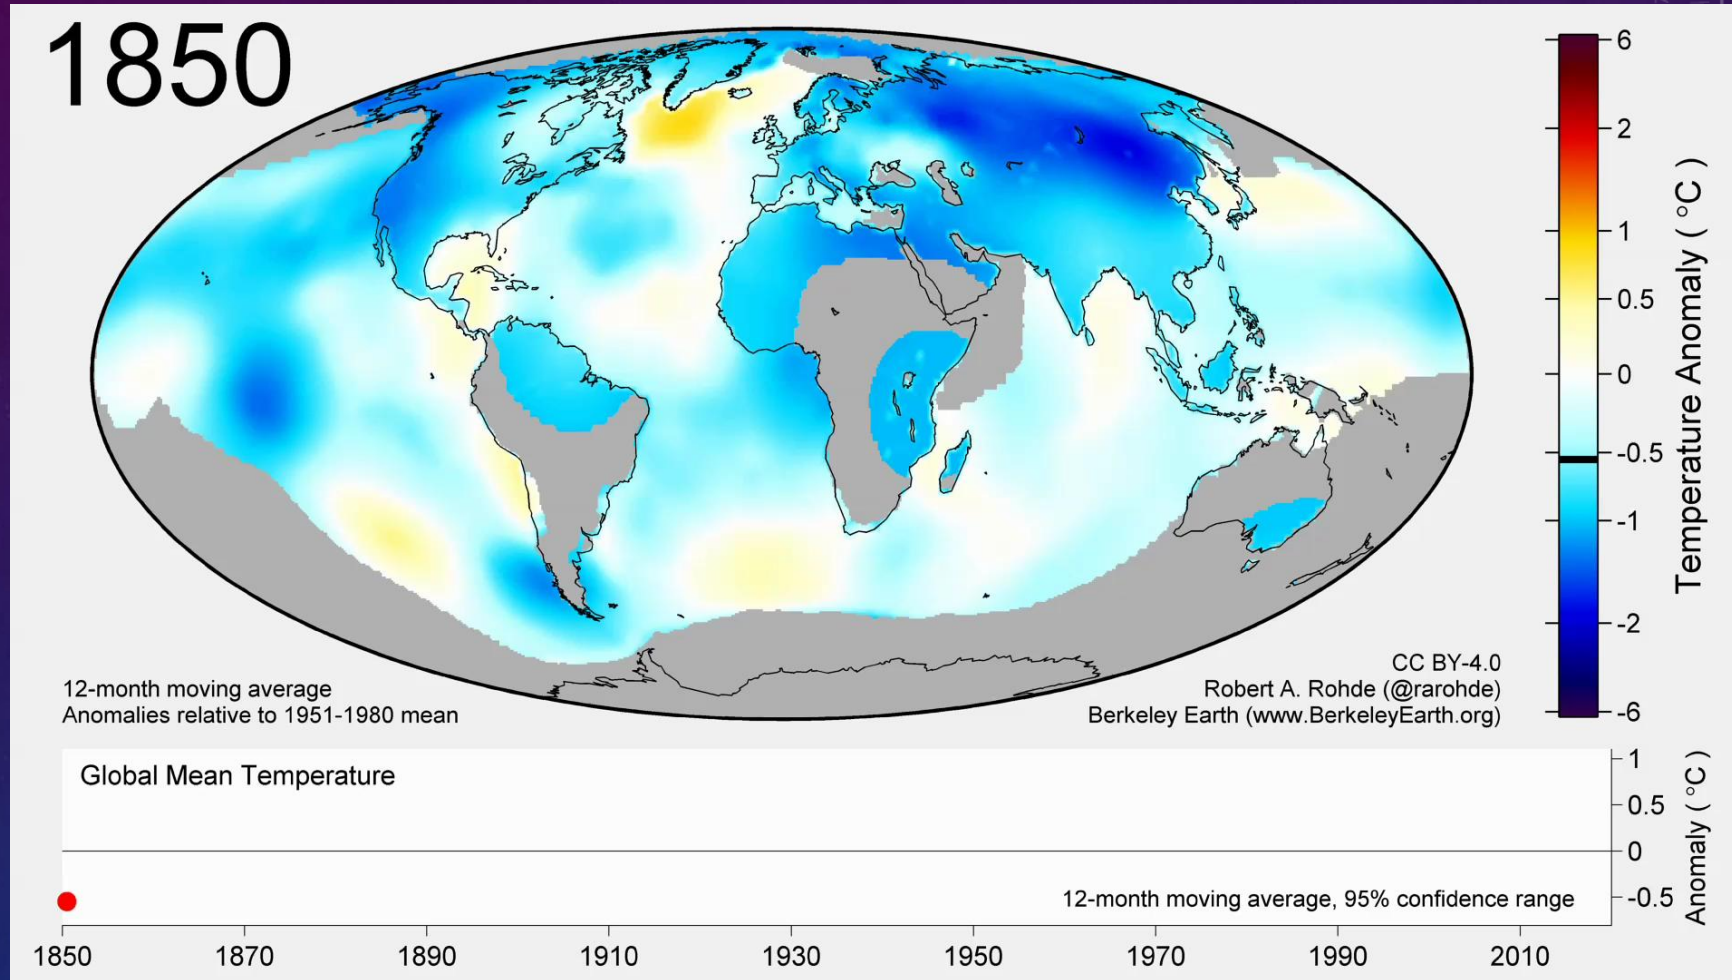 1850
6
2
1
0.5
0
-0.5
-1
-2
-6
Temperature Anomaly ( °C )
12-month moving average
Anomalies relative to 1951-1980 mean
CC BY-4.0
Robert A. Rohde (@rarohde)
Berkeley Earth (www.BerkeleyEarth.org)
Global Mean Temperature
1
0.5
0
-0.5
Anomaly ( °C )
12-month moving average, 95% confidence range
1850 1870 1890 1910 1930 1950 1970 1990 2010